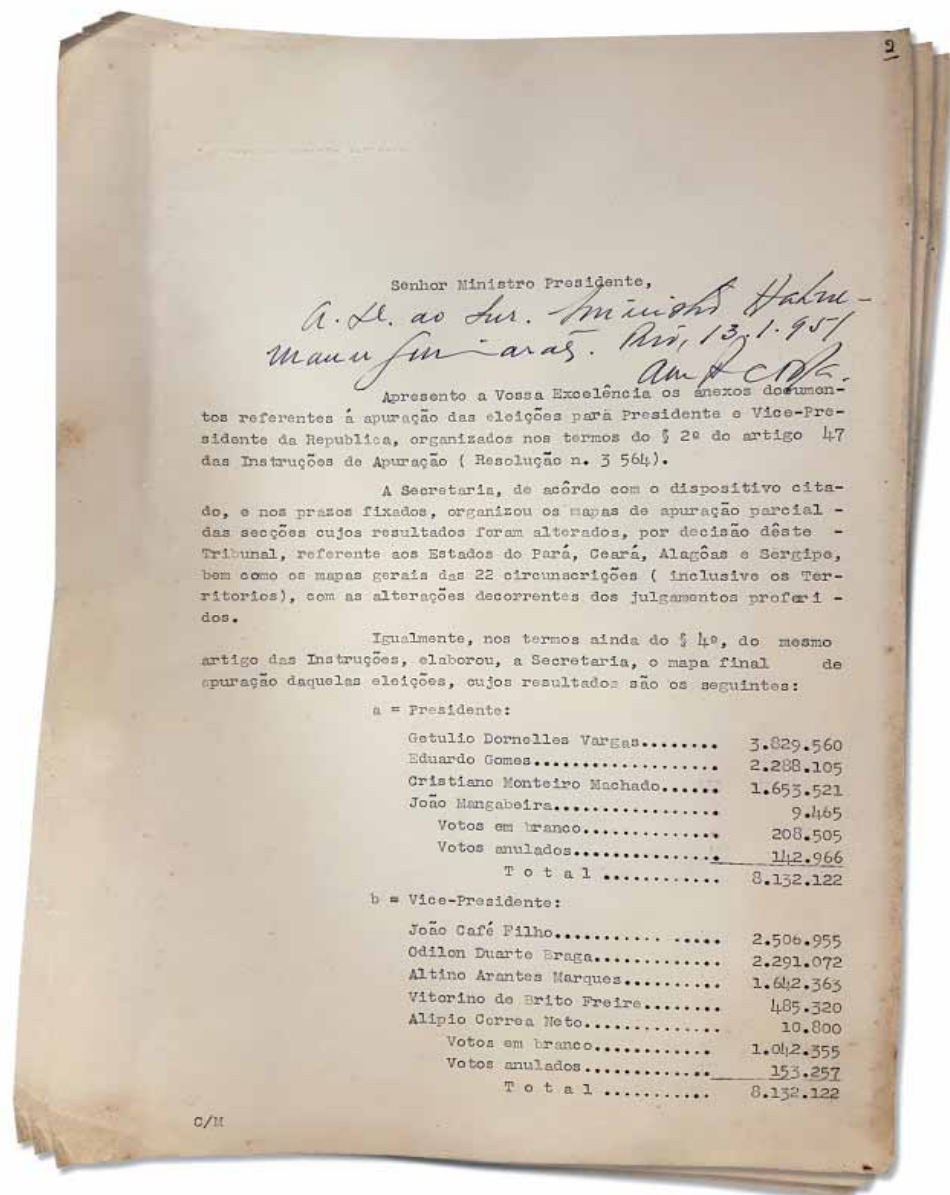 2
Senhor Ministro Presidente,
A. D. ao Snr. Ministro Hahne-
mann Guimarães. Rio, 13.1.951
Apresento a Vossa Excelência os anexos documen-
tos referentes á apuração das eleições para Presidente e Vice-Pre-
sidente da Republica, organizados nos termos do § 2º do artigo 47
das Instruções de Apuração ( Resolução n. 3 564).
A Secretaria, de acôrdo com o dispositivo cita-
do, e nos prazos fixados, organizou os mapas de apuração parcial -
das secções cujos resultados foram alterados, por decisão dêste -
Tribunal, referente aos Estados do Pará, Ceará, Alagôas e Sergipe,
bem como os mapas gerais das 22 circunscrições ( inclusive os Ter-
ritorios), com as alterações decorrentes dos julgamentos proferi -
dos.
Igualmente, nos termos ainda do § 4º, do mesmo
artigo das Instruções, elaborou, a Secretaria, o mapa final de
apuração daquelas eleições, cujos resultados são os seguintes:
a = Presidente:
Getulio Dornelles Vargas........ 3.829.560
Eduardo Gomes................... 2.288.105
Cristiano Monteiro Machado...... 1.653.521
João Mangabeira................. 9.465
Votos em branco.............. 208.505
Votos anulados............... 142.966
T o t a l ............ 8.132.122
b = Vice-Presidente:
João Café Filho........... ..... 2.506.955
Odilon Duarte Braga............. 2.291.072
Altino Arantes Marques.......... 1.642.363
Vitorino de Brito Freire........ 485.320
Alipio Correa Neto.............. 10.800
Votos em branco............ 1.042.355
Votos anulados............. 153.257
T o t a l ........... 8.132.122
C/M